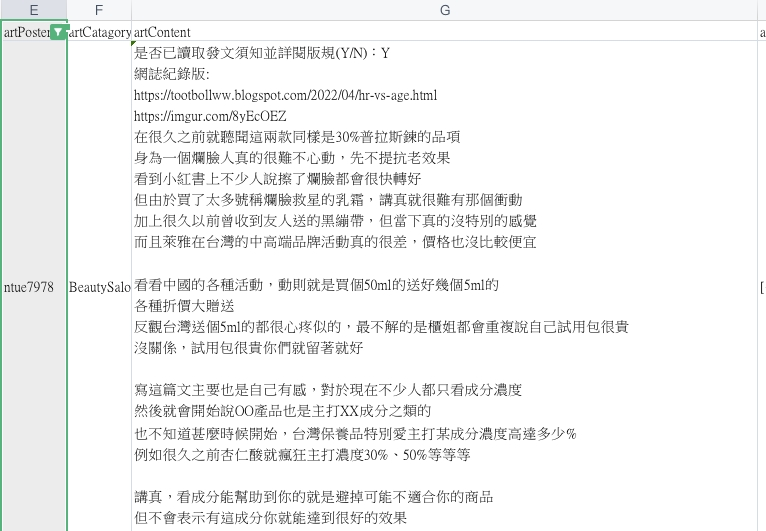 E F G
artPoster artCatagory artContent a
是否已讀取發文須知並詳閱版規(Y/N)：Y
網誌紀錄版:
https://tootbollww.blogspot.com/2022/04/hr-vs-age.html
https://imgur.com/8yEcOEZ
在很久之前就聽聞這兩款同樣是30%普拉斯鍊的品項
身為一個爛臉人真的很難不心動，先不提抗老效果
看到小紅書上不少人說擦了爛臉都會很快轉好
但由於買了太多號稱爛臉救星的乳霜，講真就很難有那個衝動
加上很久以前曾收到友人送的黑繃帶，但當下真的沒特別的感覺
而且萊雅在台灣的中高端品牌活動真的很差，價格也沒比較便宜
ntue7978 BeautySalo 看看中國的各種活動，動則就是買個50ml的送好幾個5ml的 [
各種折價大贈送
反觀台灣送個5ml的都很心疼似的，最不解的是櫃姐都會重複說自己試用包很貴
沒關係，試用包很貴你們就留著就好
寫這篇文主要也是自己有感，對於現在不少人都只看成分濃度
然後就會開始說OO產品也是主打XX成分之類的
也不知道甚麼時候開始，台灣保養品特別愛主打某成分濃度高達多少%
例如很久之前杏仁酸就瘋狂主打濃度30%、50%等等等
講真，看成分能幫助到你的就是避掉可能不適合你的商品
但不會表示有這成分你就能達到很好的效果